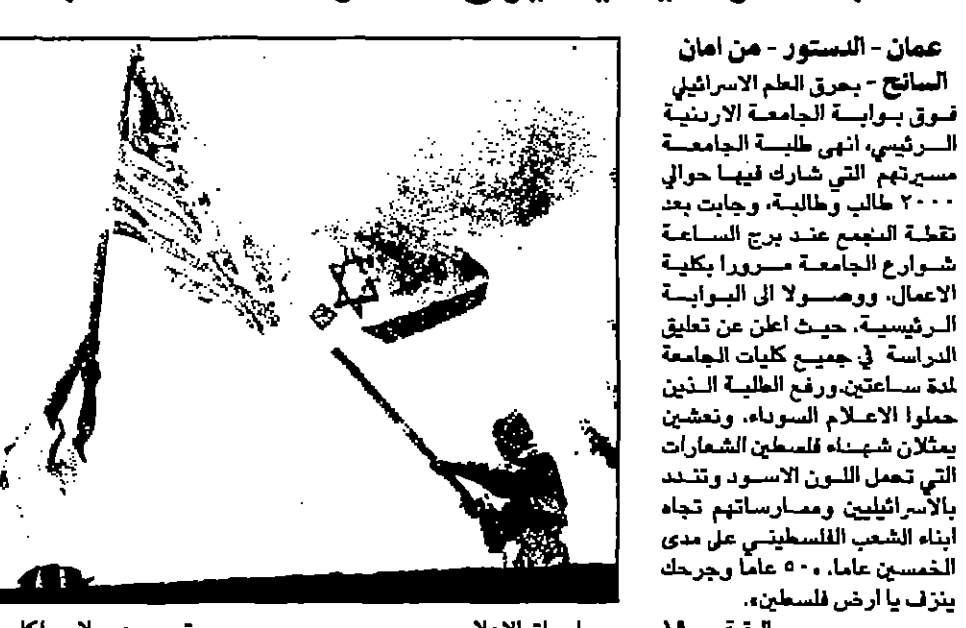 عمان - الدستور - من امان
السايح - بحرق العلم الاسرائيلي
فوق بوابة الجامعة الاردنية
الرئيسي، انهى طلبة الجامعة
مسيرتهم التي شارك فيها حوالي
٢٠٠٠ طالب وطالبة، وجابت بعد
نقطة التجمع عند برج الساعة
شوارع الجامعة مرورا بكلية
الاعمال، ووصولا الى البوابة
الرئيسية، حيث اعلن عن تعليق
الدراسة في جميع كليات الجامعة
لمدة ساعتين.ورفع الطلبة الذين
حملوا الاعلام السوداء، ونعشين
يمثلان شهداء فلسطين الشعارات
التي تحمل اللون الاسود وتندد
بالأسرائيليين وممارساتهم تجاه
ابناء الشعب الفلسطيني على مدى
الخمسين عاما، «٥٠ عاما وجرحك
ينزف يا ارض فلسطين».